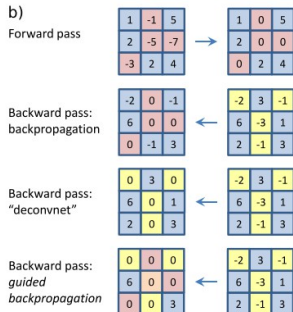 b)
Forward pass
1 -1 5 1 0 5
2 -5 -7 2 0 0
-3 2 4 0 2 4
Backward pass:
backpropagation
-2 0 -1 -2 3 -1
6 0 0 6 -3 1
0 -1 3 2 -1 3
Backward pass:
"deconvnet"
0 3 0 -2 3 -1
6 0 1 6 -3 1
2 0 3 2 -1 3
Backward pass:
guided
backpropagation
0 0 0 -2 3 -1
6 0 0 6 -3 1
0 0 3 2 -1 3